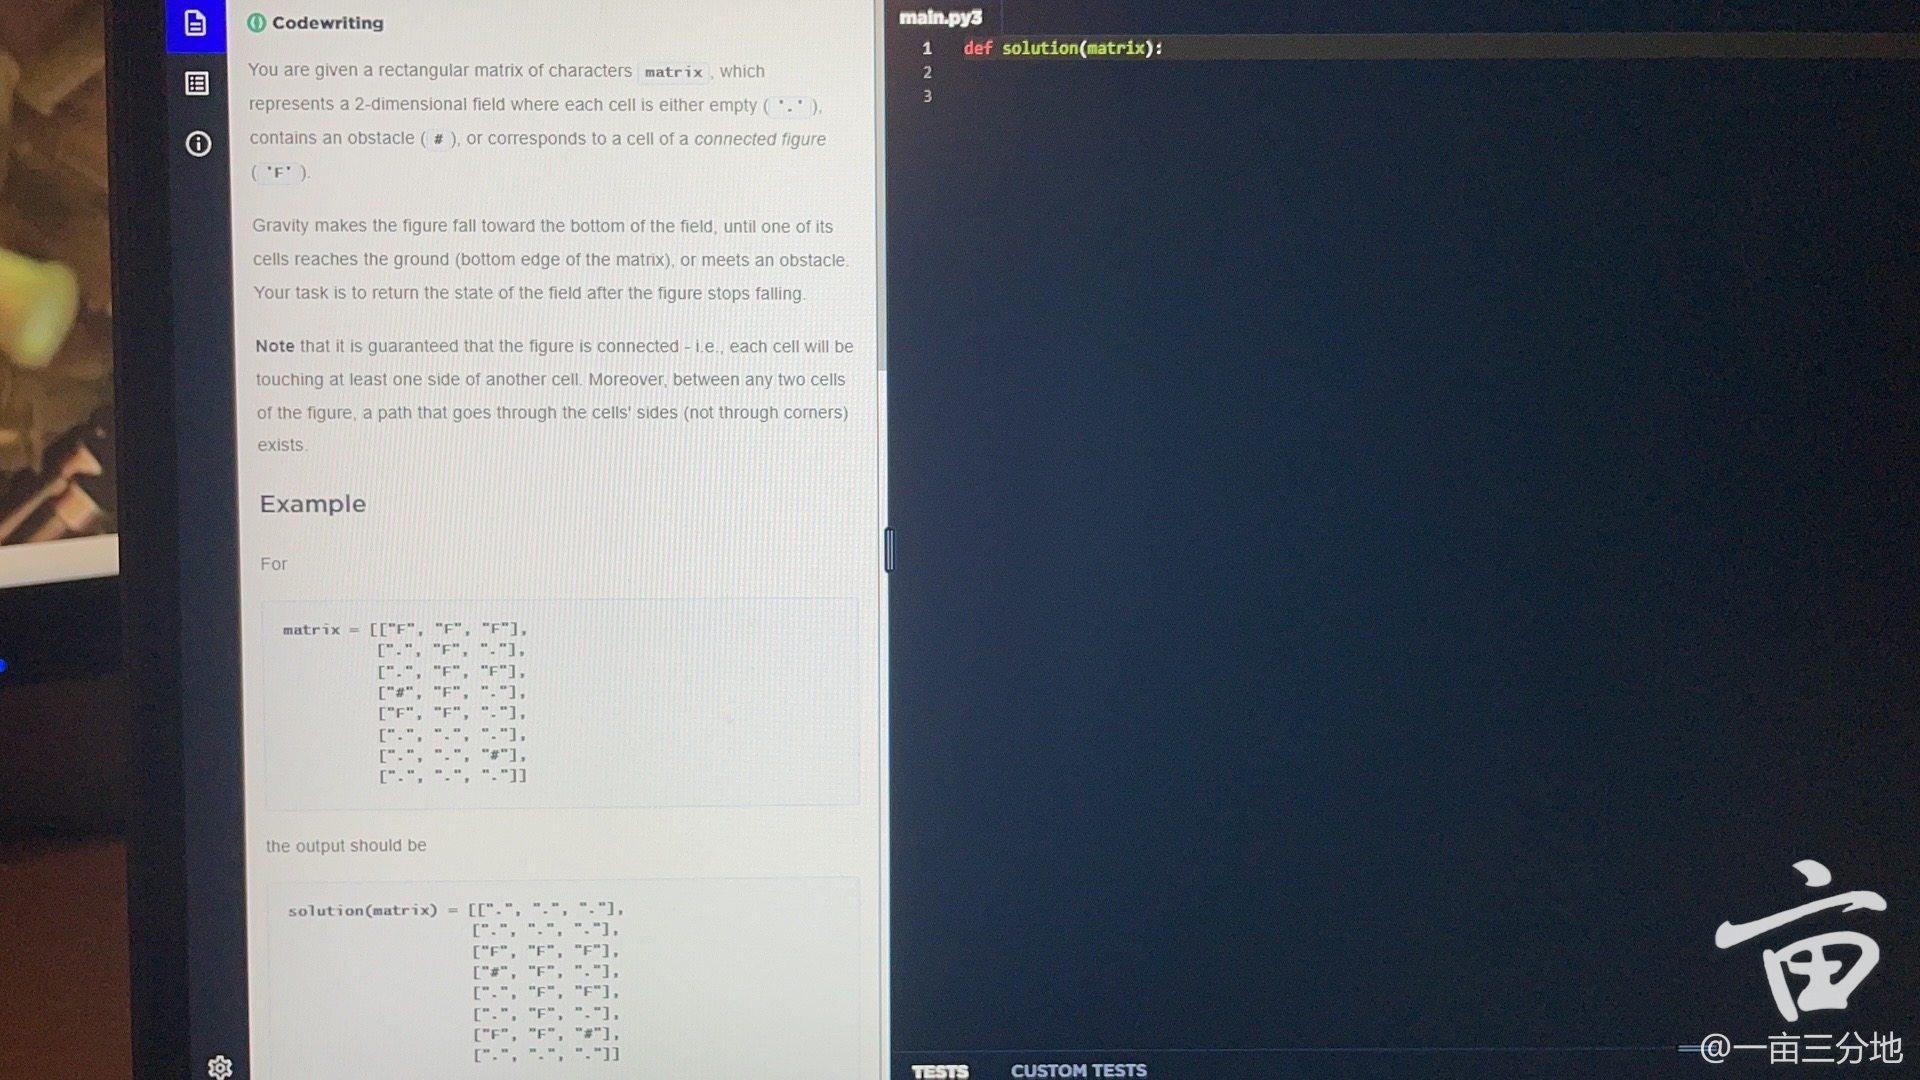 Codewriting
You are given a rectangular matrix of characters matrix, which
represents a 2-dimensional field where each cell is either empty ( '.' ),
contains an obstacle ( # ), or corresponds to a cell of a connected figure
( 'F' ).
Gravity makes the figure fall toward the bottom of the field, until one of its
cells reaches the ground (bottom edge of the matrix), or meets an obstacle.
Your task is to return the state of the field after the figure stops falling.
Note that it is guaranteed that the figure is connected - i.e., each cell will be
touching at least one side of another cell. Moreover, between any two cells
of the figure, a path that goes through the cells' sides (not through corners)
exists.
Example
For
matrix = [["F", "F", "F"],
[".", "F", "."],
[".", "F", "F"],
["#", "F", "."],
["F", "F", "."],
[".", ".", "."],
[".", ".", "#"],
[".", ".", "."]]
the output should be
solution(matrix) = [[".", ".", "."],
[".", ".", "."],
["F", "F", "F"],
["#", "F", "."],
[".", "F", "F"],
[".", "F", "."],
["F", "F", "#"],
[".", ".", "."]]
main.py3
1 def solution(matrix):
2
3
TESTS CUSTOM TESTS
亩
@一亩三分地